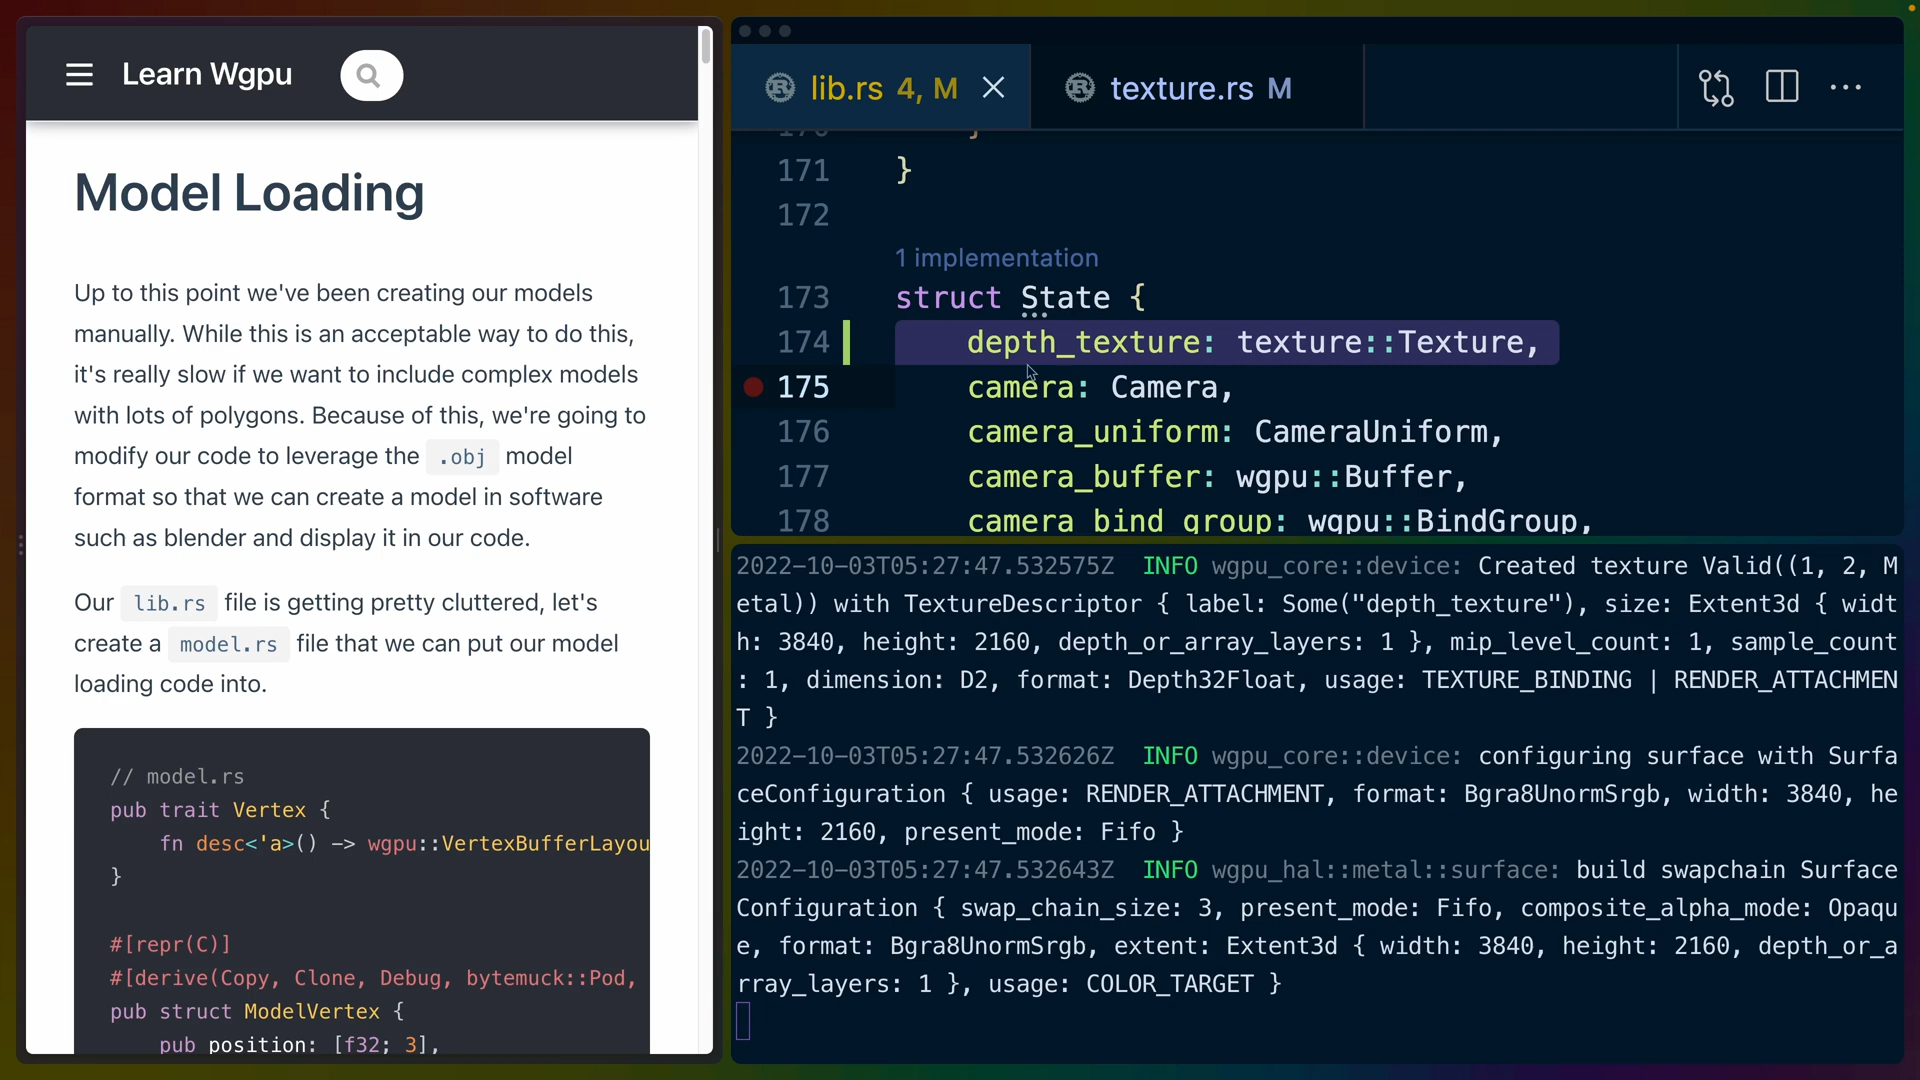 Learn Wgpu
Model Loading
Up to this point we've been creating our models
manually. While this is an acceptable way to do this,
it's really slow if we want to include complex models
with lots of polygons. Because of this, we're going to
modify our code to leverage the .obj model
format so that we can create a model in software
such as blender and display it in our code.
Our lib.rs file is getting pretty cluttered, let's
create a model.rs file that we can put our model
loading code into.
// model.rs
pub trait Vertex {
fn desc<'a>() -> wgpu::VertexBufferLayou
}
#[repr(C)]
#[derive(Copy, Clone, Debug, bytemuck::Pod,
pub struct ModelVertex {
pub position: [f32; 3],
lib.rs 4, M
texture.rs M
170 }
171 }
172
1 implementation
173 struct State {
174 depth_texture: texture::Texture,
175 camera: Camera,
176 camera_uniform: CameraUniform,
177 camera_buffer: wgpu::Buffer,
178 camera_bind_group: wgpu::BindGroup,
2022-10-03T05:27:47.532575Z INFO wgpu_core::device: Created texture Valid((1, 2, M
etal)) with TextureDescriptor { label: Some("depth_texture"), size: Extent3d { widt
h: 3840, height: 2160, depth_or_array_layers: 1 }, mip_level_count: 1, sample_count
: 1, dimension: D2, format: Depth32Float, usage: TEXTURE_BINDING | RENDER_ATTACHMEN
T }
2022-10-03T05:27:47.532626Z INFO wgpu_core::device: configuring surface with Surfa
ceConfiguration { usage: RENDER_ATTACHMENT, format: Bgra8UnormSrgb, width: 3840, he
ight: 2160, present_mode: Fifo }
2022-10-03T05:27:47.532643Z INFO wgpu_hal::metal::surface: build swapchain Surface
Configuration { swap_chain_size: 3, present_mode: Fifo, composite_alpha_mode: Opaqu
e, format: Bgra8UnormSrgb, extent: Extent3d { width: 3840, height: 2160, depth_or_a
rray_layers: 1 }, usage: COLOR_TARGET }